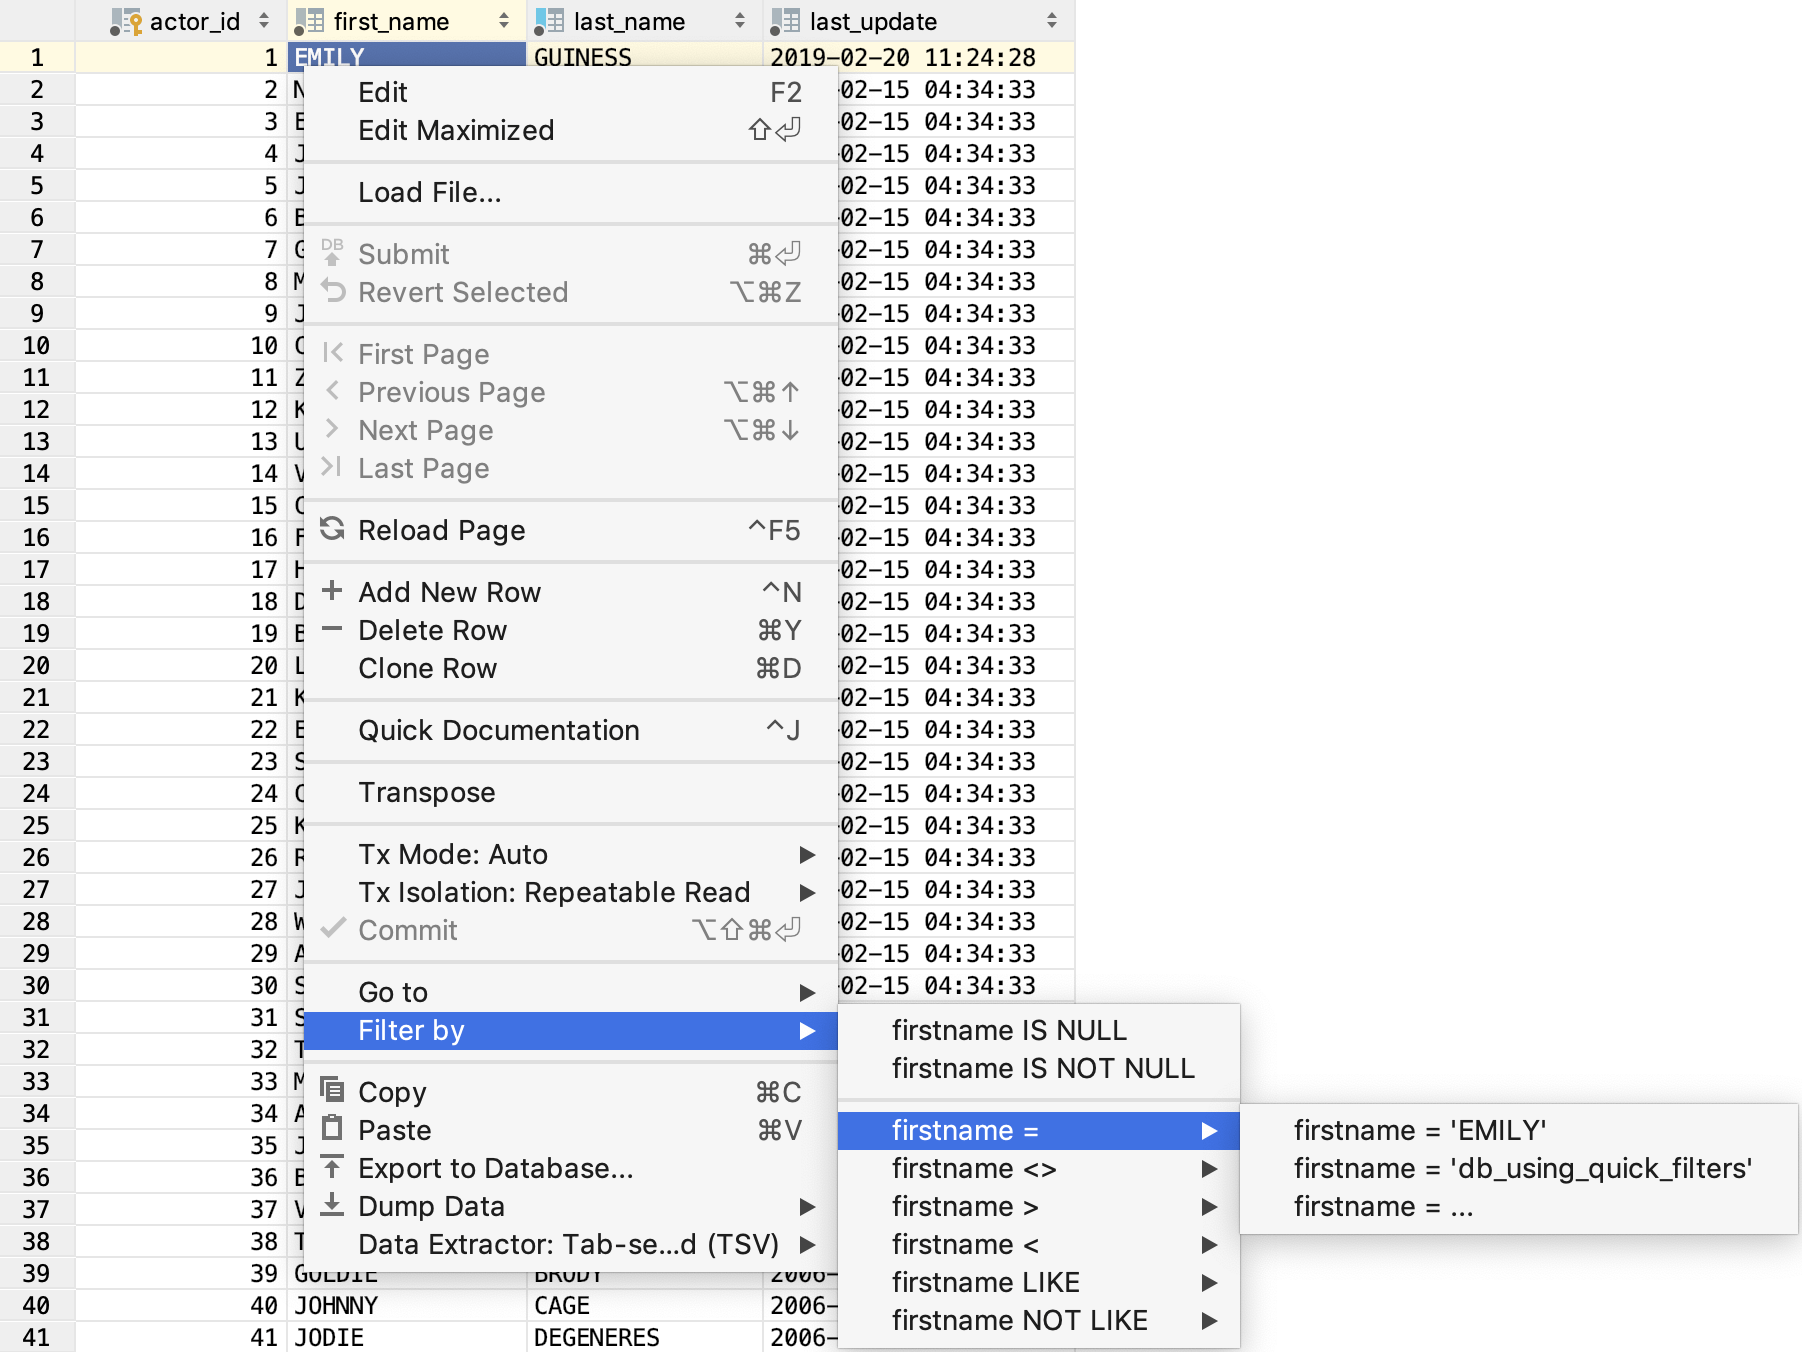 actor_id first_name last_name last_update
1 1 EMILY GUINESS 2019-02-20 11:24:28
2 2 02-15 04:34:33
3 3 02-15 04:34:33
4 4 02-15 04:34:33
5 5 02-15 04:34:33
6 6 02-15 04:34:33
7 7 02-15 04:34:33
8 8 02-15 04:34:33
9 9 02-15 04:34:33
10 10 02-15 04:34:33
11 11 02-15 04:34:33
12 12 02-15 04:34:33
13 13 02-15 04:34:33
14 14 02-15 04:34:33
15 15 02-15 04:34:33
16 16 02-15 04:34:33
17 17 02-15 04:34:33
18 18 02-15 04:34:33
19 19 02-15 04:34:33
20 20 02-15 04:34:33
21 21 02-15 04:34:33
22 22 02-15 04:34:33
23 23 02-15 04:34:33
24 24 02-15 04:34:33
25 25 02-15 04:34:33
26 26 02-15 04:34:33
27 27 02-15 04:34:33
28 28 02-15 04:34:33
29 29 02-15 04:34:33
30 30 02-15 04:34:33
31 31
32 32
33 33
34 34
35 35
36 36
37 37
38 38
39 39 GOLDIE BRODY 2006-
40 40 JOHNNY CAGE 2006-
41 41 JODIE DEGENERES 2006-
Edit F2
Edit Maximized ⇧⏎
Load File...
DB Submit ⌘⏎
Revert Selected ⌥⌘Z
First Page
Previous Page ⌥⌘↑
Next Page ⌥⌘↓
Last Page
Reload Page ^F5
Add New Row ^N
Delete Row ⌘Y
Clone Row ⌘D
Quick Documentation ^J
Transpose
Tx Mode: Auto
Tx Isolation: Repeatable Read
Commit ⌥⇧⌘⏎
Go to
Filter by
Copy ⌘C
Paste ⌘V
Export to Database...
Dump Data
Data Extractor: Tab-se...d (TSV)
firstname IS NULL
firstname IS NOT NULL
firstname =
firstname <>
firstname >
firstname <
firstname LIKE
firstname NOT LIKE
firstname = 'EMILY'
firstname = 'db_using_quick_filters'
firstname = ...